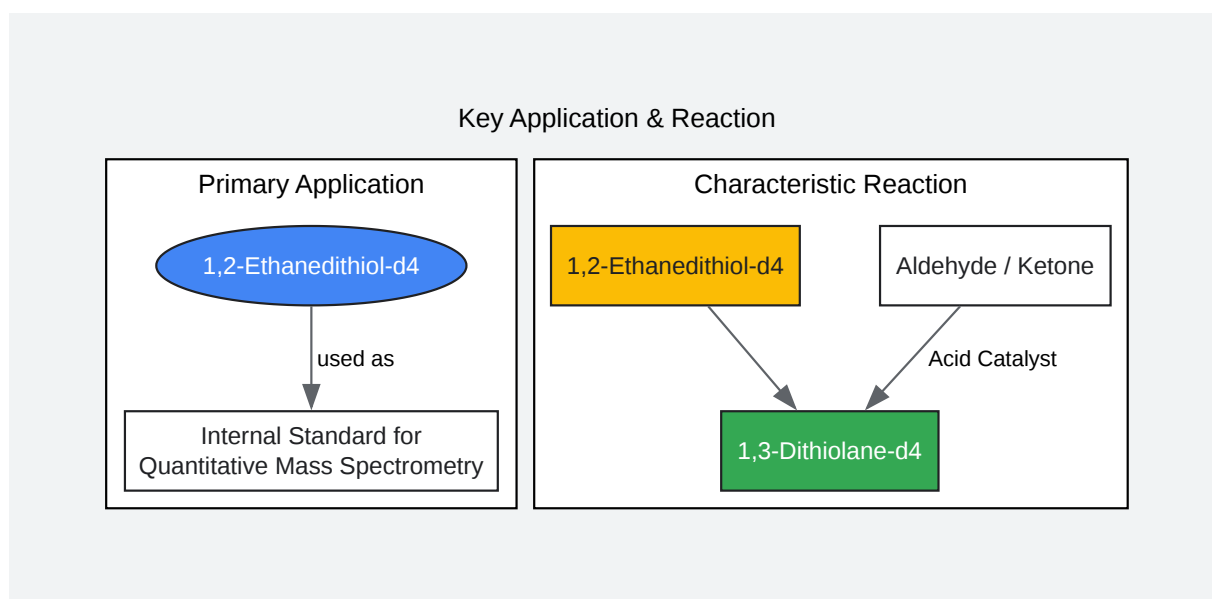 Key Application & Reaction
Primary Application
1,2-Ethanedithiol-d4
used as
Internal Standard for
Quantitative Mass Spectrometry
Characteristic Reaction
1,2-Ethanedithiol-d4
Aldehyde / Ketone
Acid Catalyst
1,3-Dithiolane-d4